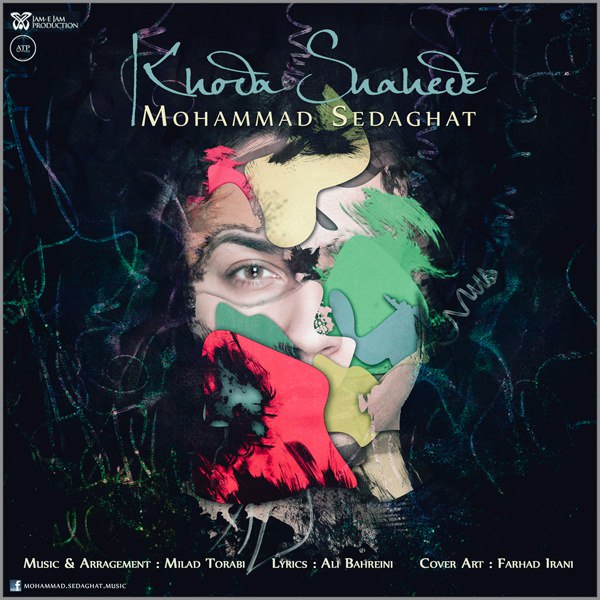 Jam-e Jam
Production
ATP
Khoda Shahede
Mohammad Sedaghat
Music & Arragement : Milad Torabi Lyrics : Ali Bahreini Cover Art : Farhad Irani
f mohammad.sedaghat.music